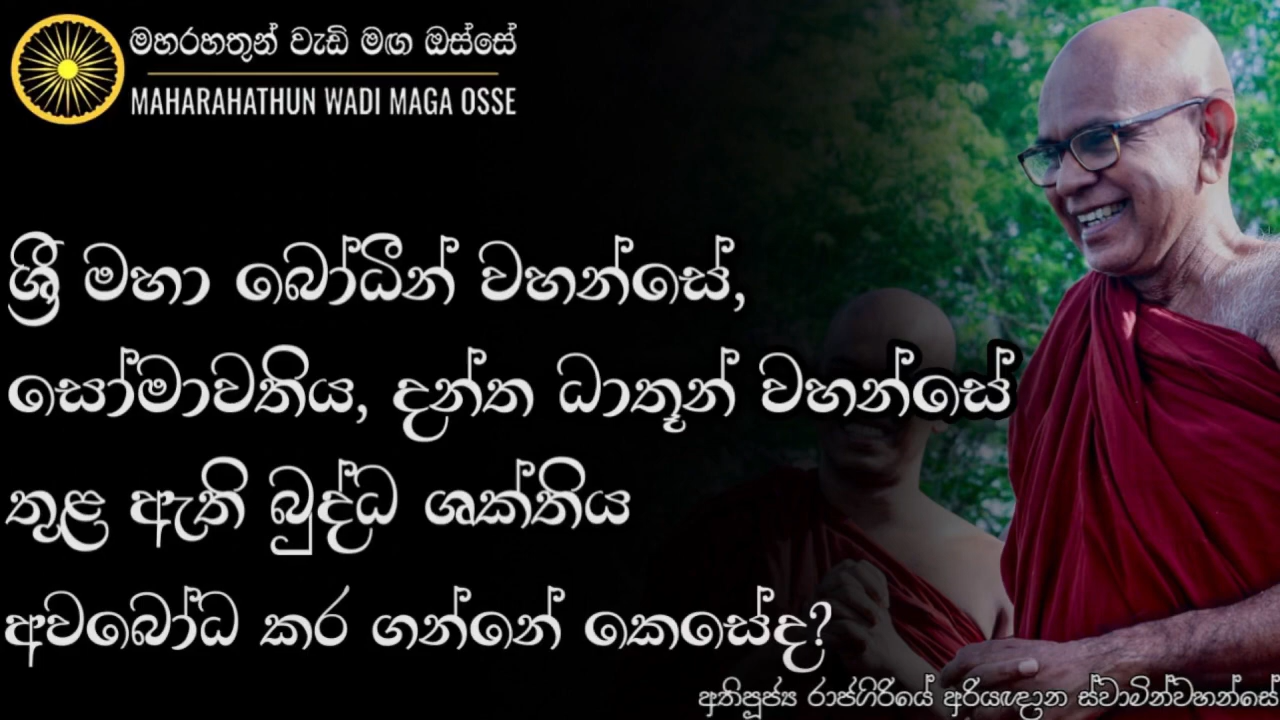 මහරහතුන් වැඩි මඟ ඔස්සේ
MAHARAHATHUN WADI MAGA OSSE
ශ්‍රී මහා බෝධීන් වහන්සේ,
සෝමාවතිය, දන්ත ධාතූන් වහන්සේ
තුළ ඇති බුද්ධ ශක්තිය
අවබෝධ කර ගන්නේ කෙසේද?
අතිපූජ්‍ය රාජගිරියේ අරියඤාන ස්වාමින්වහන්සේ